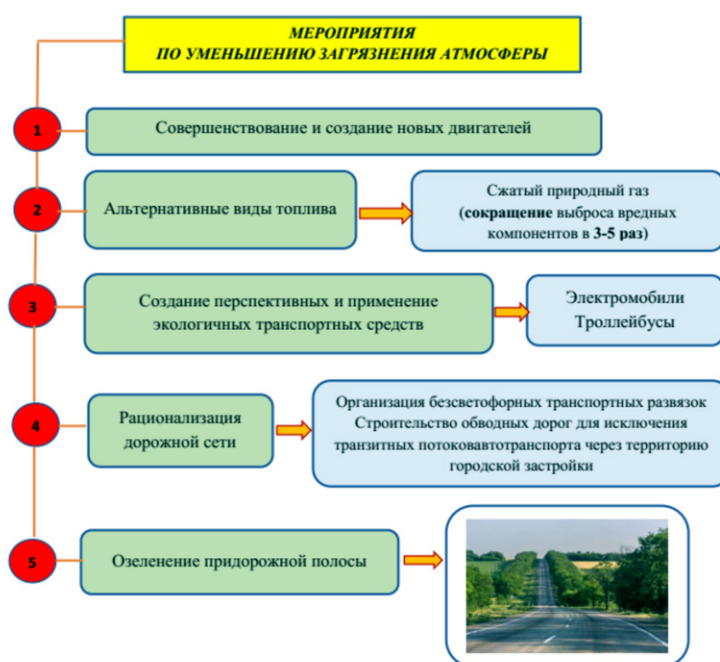 МЕРОПРИЯТИЯ
ПО УМЕНЬШЕНИЮ ЗАГРЯЗНЕНИЯ АТМОСФЕРЫ
1
Совершенствование и создание новых двигателей
2
Альтернативные виды топлива
Сжатый природный газ
(сокращение выброса вредных
компонентов в 3-5 раз)
3
Создание перспективных и применение
экологичных транспортных средств
Электромобили
Троллейбусы
4
Рационализация
дорожной сети
Организация безсветофорных транспортных развязок
Строительство обводных дорог для исключения
транзитных потоковавтотранспорта через территорию
городской застройки
5
Озеленение придорожной полосы